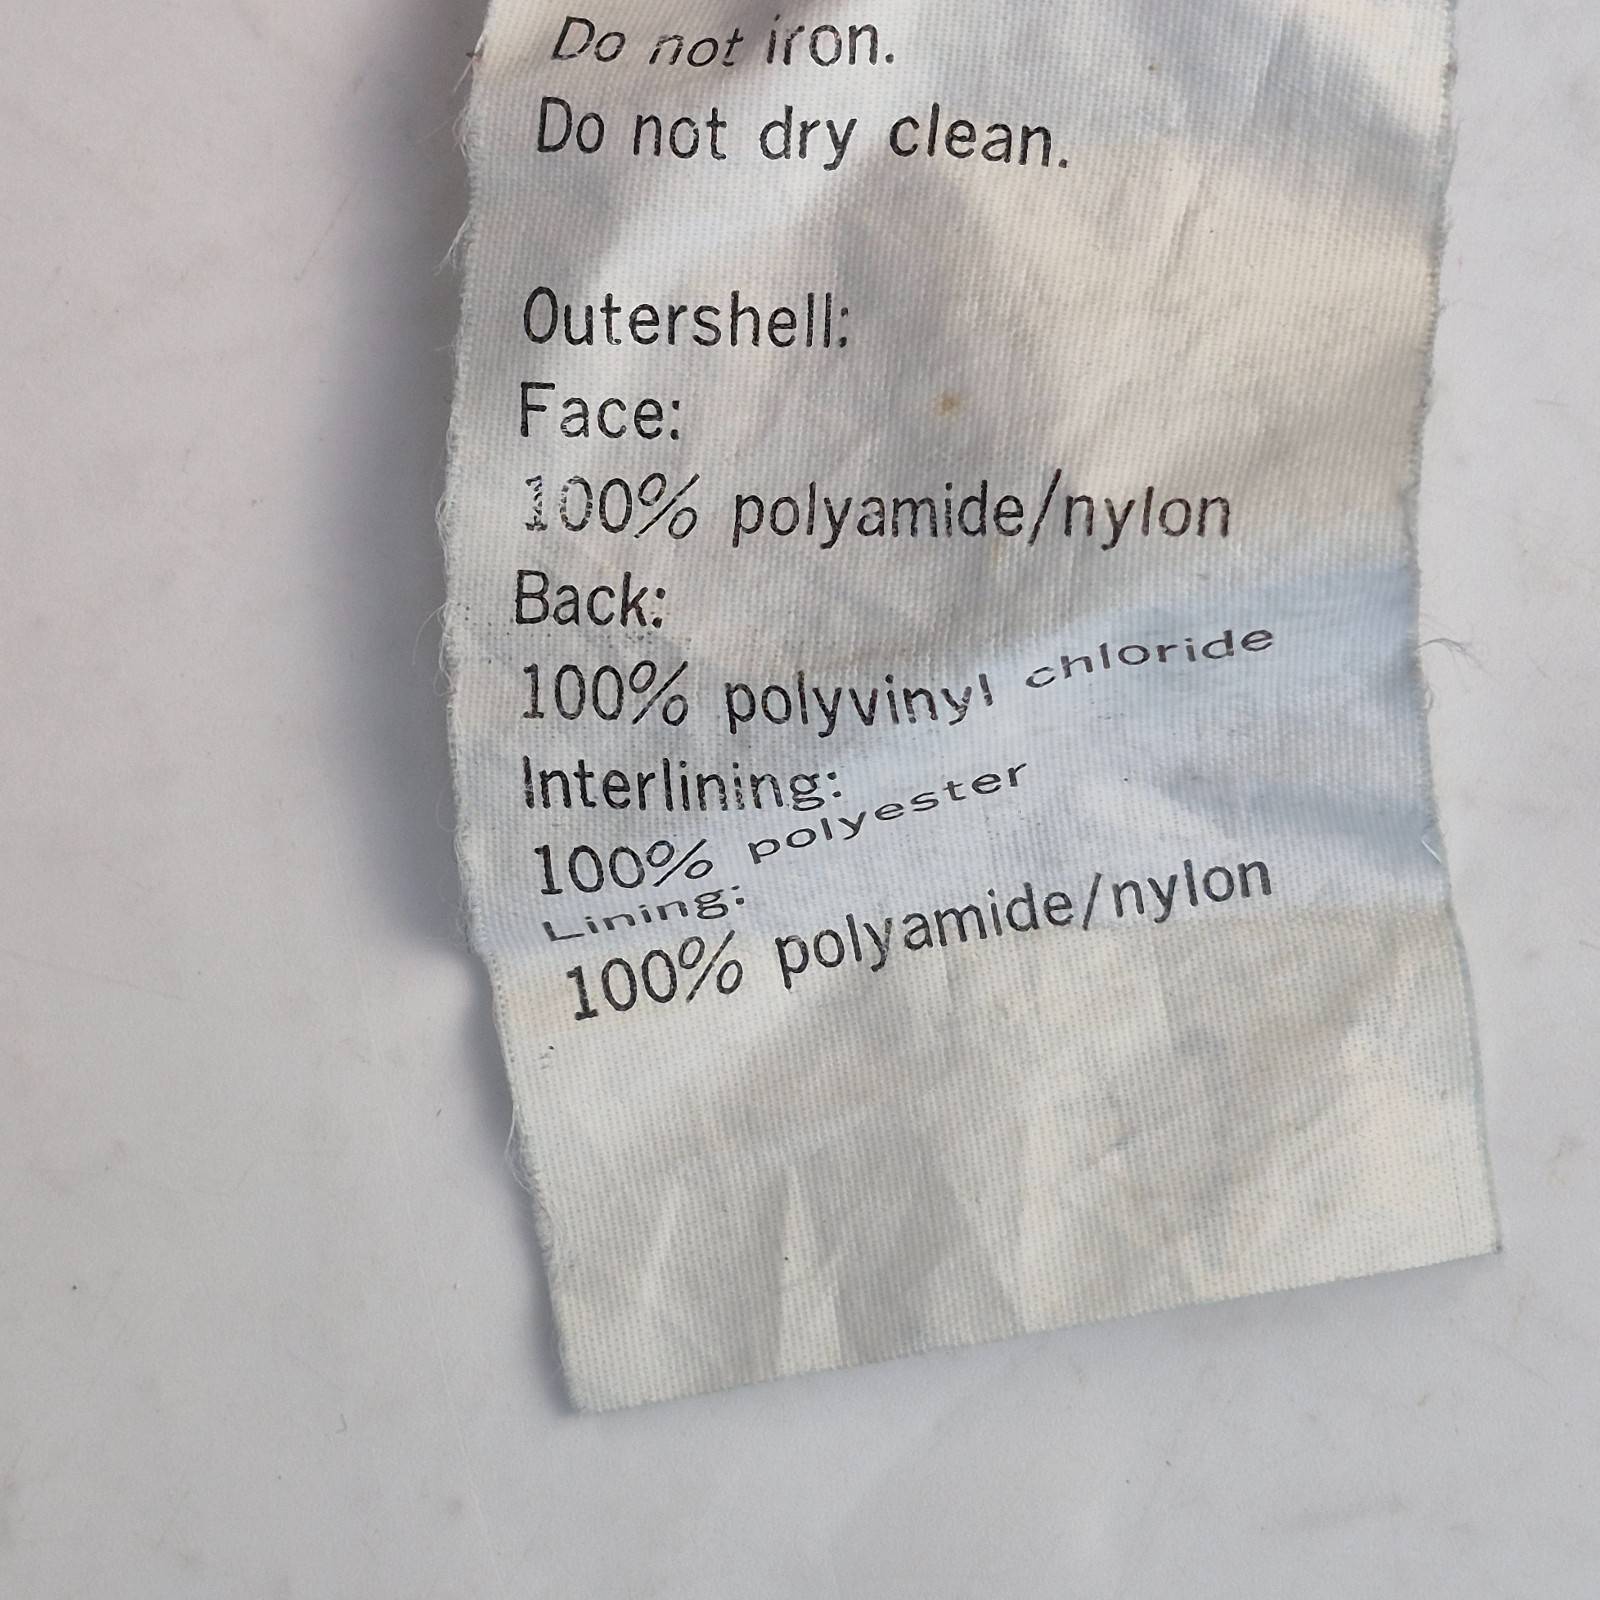 Do not iron.
Do not dry clean.
Outershell:
Face:
100% polyamide/nylon
Back:
100% polyvinyl chloride
Interlining:
100% polyester
Lining:
100% polyamide/nylon